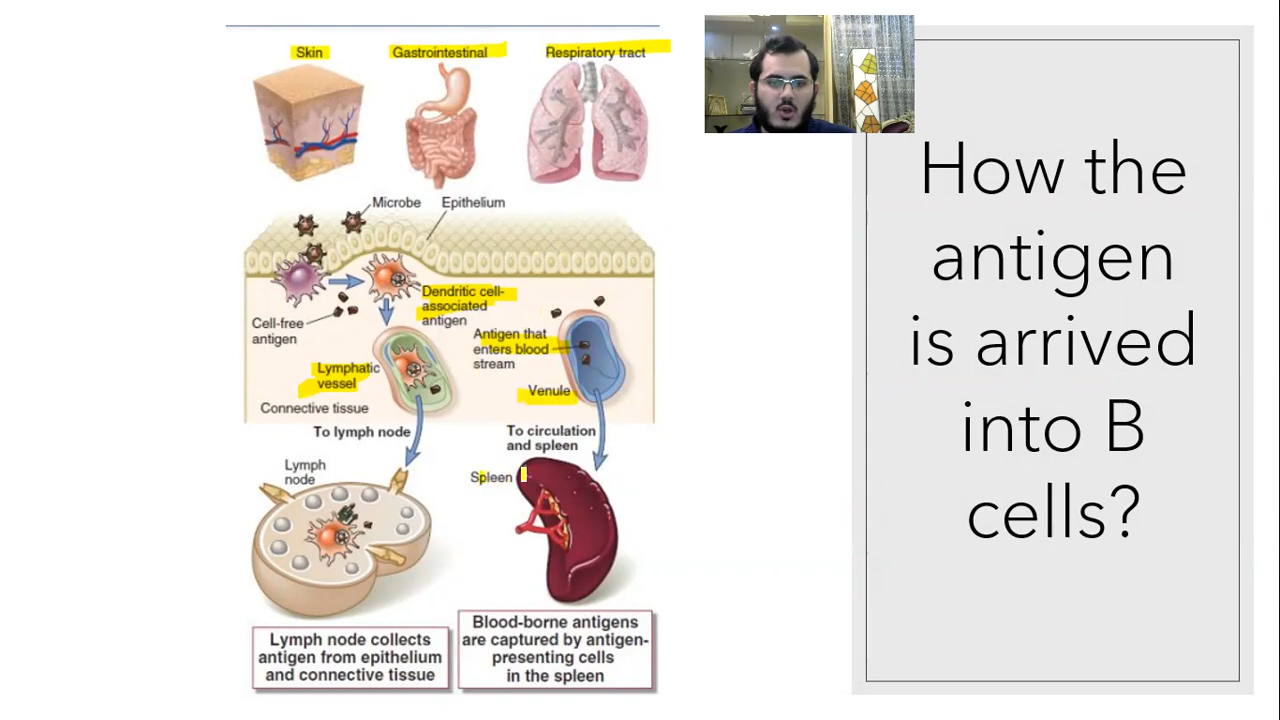 Skin
Gastrointestinal
Respiratory tract
Microbe
Epithelium
Dendritic cell-
associated
antigen
Cell-free
antigen
Antigen that
enters blood
stream
Lymphatic
vessel
Venule
Connective tissue
To lymph node
To circulation
and spleen
Lymph
node
Spleen
Lymph node collects
antigen from epithelium
and connective tissue
Blood-borne antigens
are captured by antigen-
presenting cells
in the spleen
How the
antigen
is arrived
into B
cells?